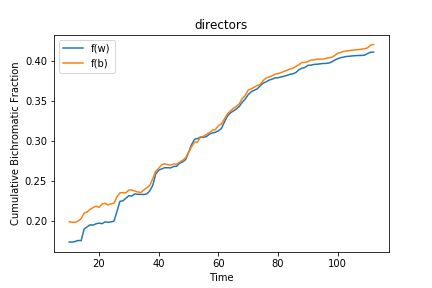 directors
f(w)
f(b)
Cumulative Bichromatic Fraction
0.40
0.35
0.30
0.25
0.20
20 40 60 80 100
Time